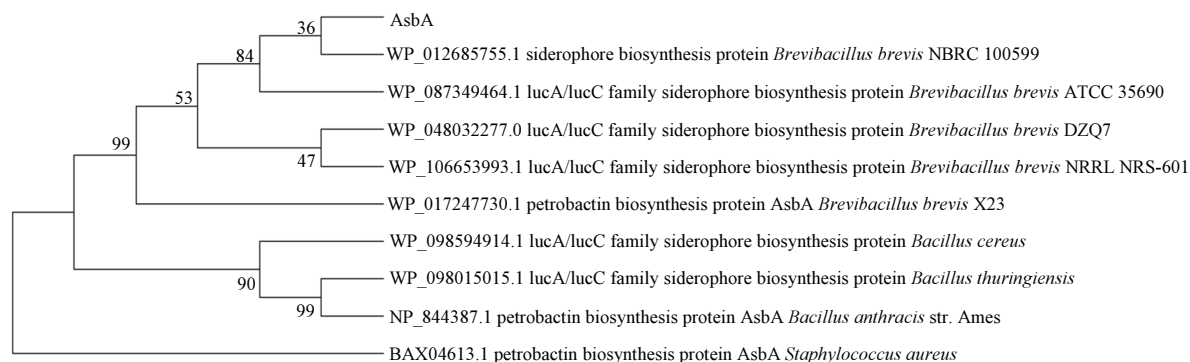 AsbA
36
WP_012685755.1 siderophore biosynthesis protein Brevibacillus brevis NBRC 100599
84
WP_087349464.1 lucA/lucC family siderophore biosynthesis protein Brevibacillus brevis ATCC 35690
53
WP_048032277.0 lucA/lucC family siderophore biosynthesis protein Brevibacillus brevis DZQ7
99
47
WP_106653993.1 lucA/lucC family siderophore biosynthesis protein Brevibacillus brevis NRRL NRS-601
WP_017247730.1 petrobactin biosynthesis protein AsbA Brevibacillus brevis X23
WP_098594914.1 lucA/lucC family siderophore biosynthesis protein Bacillus cereus
90
WP_098015015.1 lucA/lucC family siderophore biosynthesis protein Bacillus thuringiensis
99
NP_844387.1 petrobactin biosynthesis protein AsbA Bacillus anthracis str. Ames
BAX04613.1 petrobactin biosynthesis protein AsbA Staphylococcus aureus